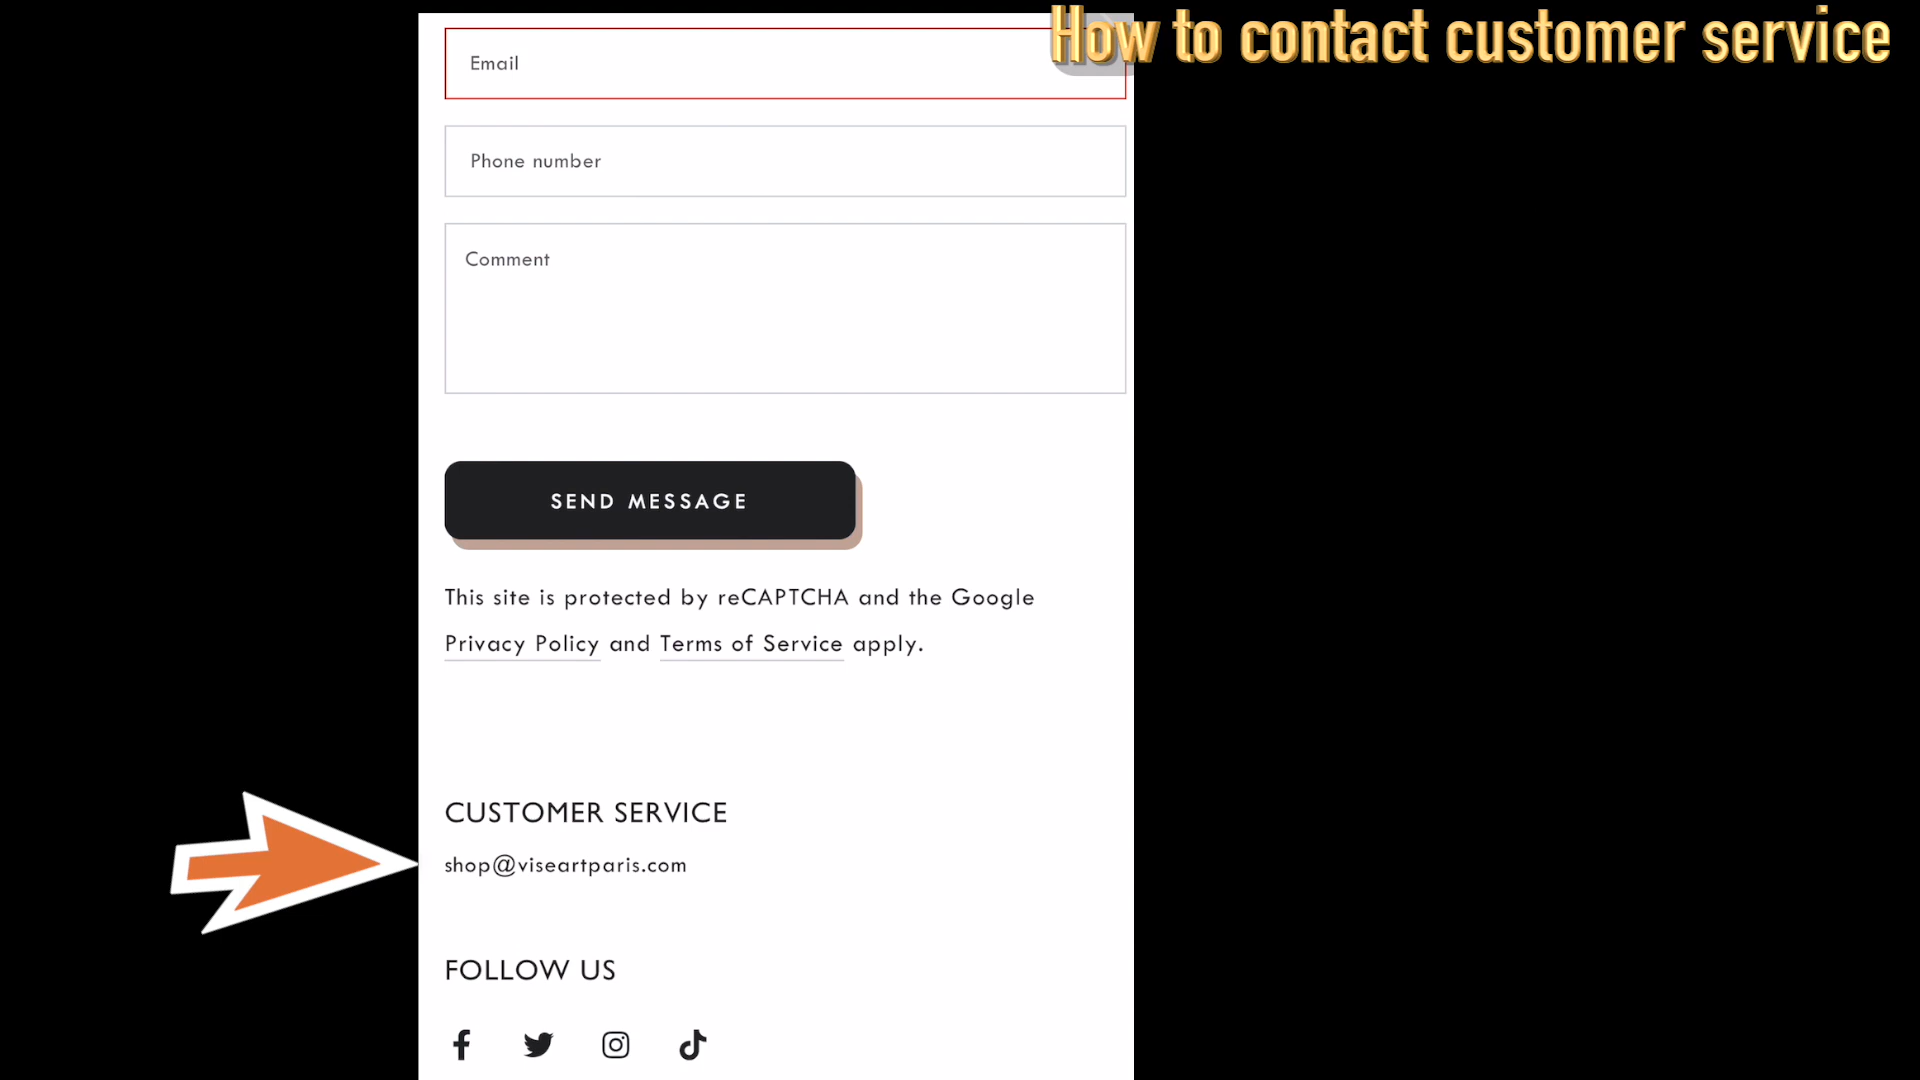 How to contact customer service
Email
Phone number
Comment
SEND MESSAGE
This site is protected by reCAPTCHA and the Google
Privacy Policy and Terms of Service apply.
CUSTOMER SERVICE
shop@viseartparis.com
FOLLOW US